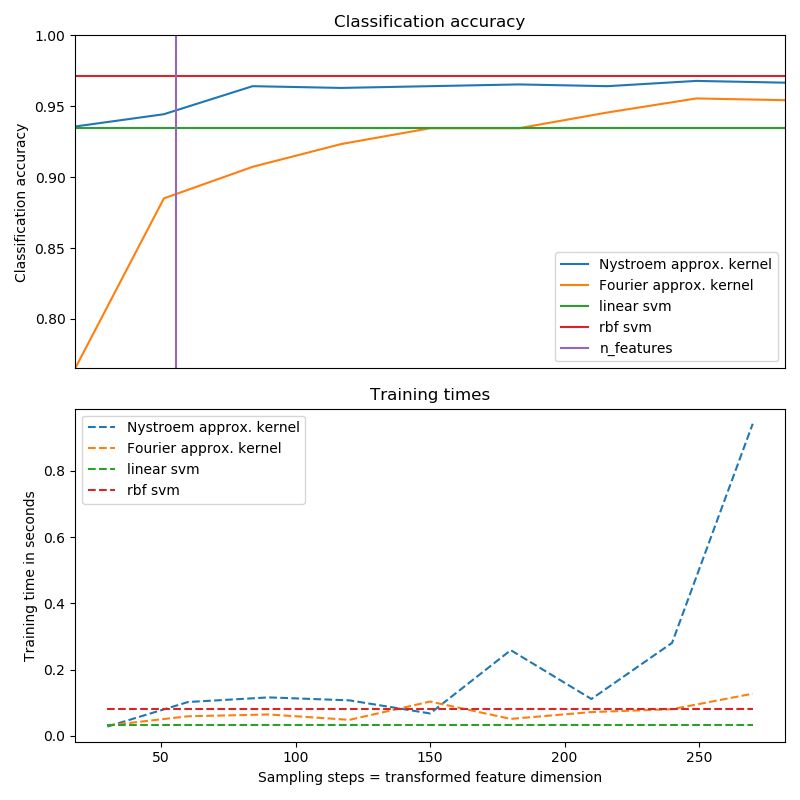 Classification accuracy
Classification accuracy
1.00
0.95
0.90
0.85
0.80
Nystroem approx. kernel
Fourier approx. kernel
linear svm
rbf svm
n_features
Training times
Training time in seconds
0.8
0.6
0.4
0.2
0.0
Nystroem approx. kernel
Fourier approx. kernel
linear svm
rbf svm
50 100 150 200 250
Sampling steps = transformed feature dimension